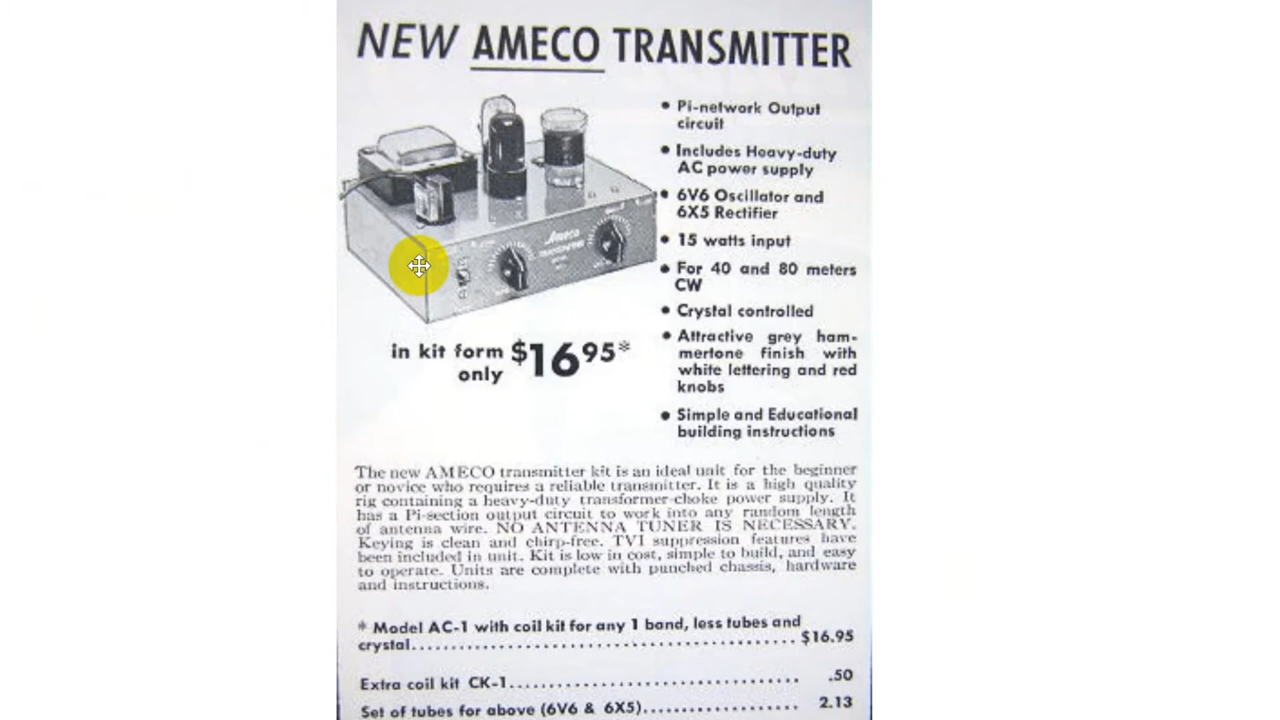 NEW AMECO TRANSMITTER
• Pi-network Output
circuit
• Includes Heavy-duty
AC power supply
• 6V6 Oscillator and
6X5 Rectifier
• 15 watts input
• For 40 and 80 meters
CW
• Crystal controlled
• Attractive grey ham-
mertone finish with
white lettering and red
knobs
• Simple and Educational
building instructions
Ameco
TRANSMITTER
in kit form $16 95*
only
The new AMECO transmitter kit is an ideal unit for the beginner
or novice who requires a reliable transmitter. It is a high quality
rig containing a heavy-duty transformer-choke power supply. It
has a Pi-section output circuit to work into any random length
of antenna wire. NO ANTENNA TUNER IS NECESSARY.
Keying is clean and chirp-free. TVI suppression features have
been included in unit. Kit is low in cost, simple to build, and easy
to operate. Units are complete with punched chassis, hardware
and instructions.
* Model AC-1 with coil kit for any 1 band, less tubes and
crystal........................................ $16.95
Extra coil kit CK-1.............................. .50
Set of tubes for above (6V6 & 6X5)................ 2.13